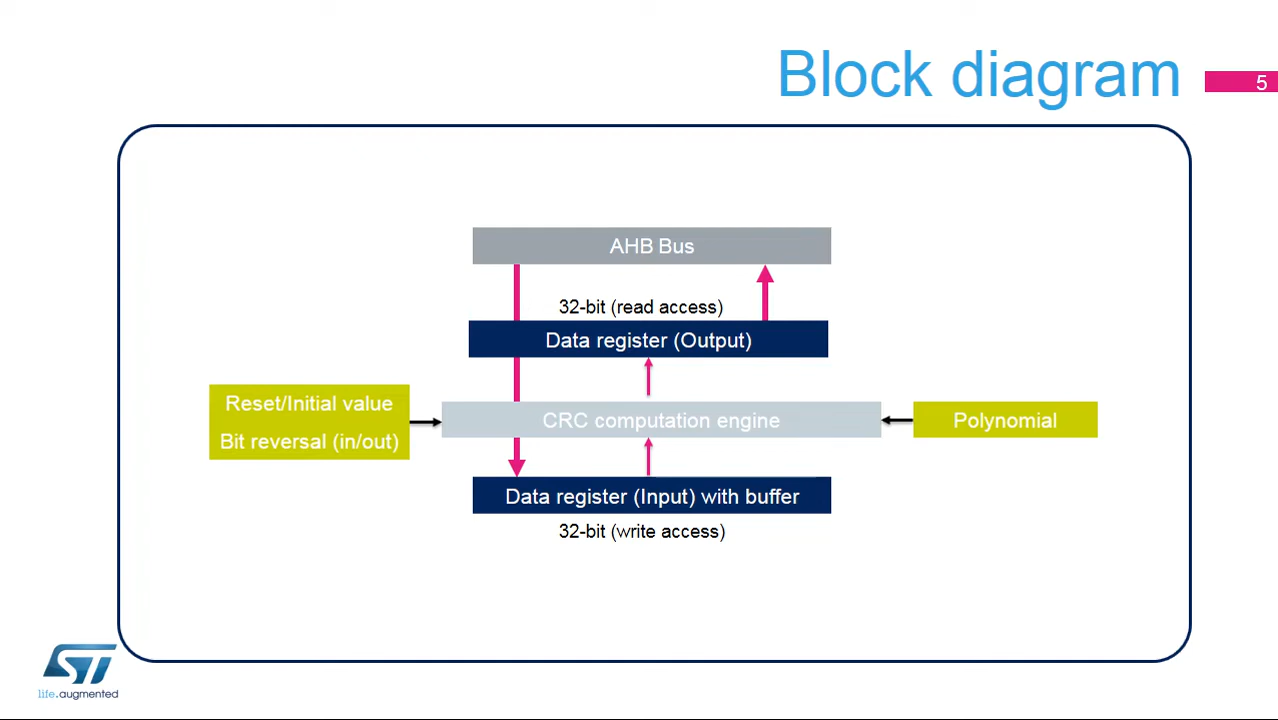 Block diagram
5
AHB Bus
32-bit (read access)
Data register (Output)
Reset/Initial value
Bit reversal (in/out)
CRC computation engine
Polynomial
Data register (Input) with buffer
32-bit (write access)
ST
life.augmented